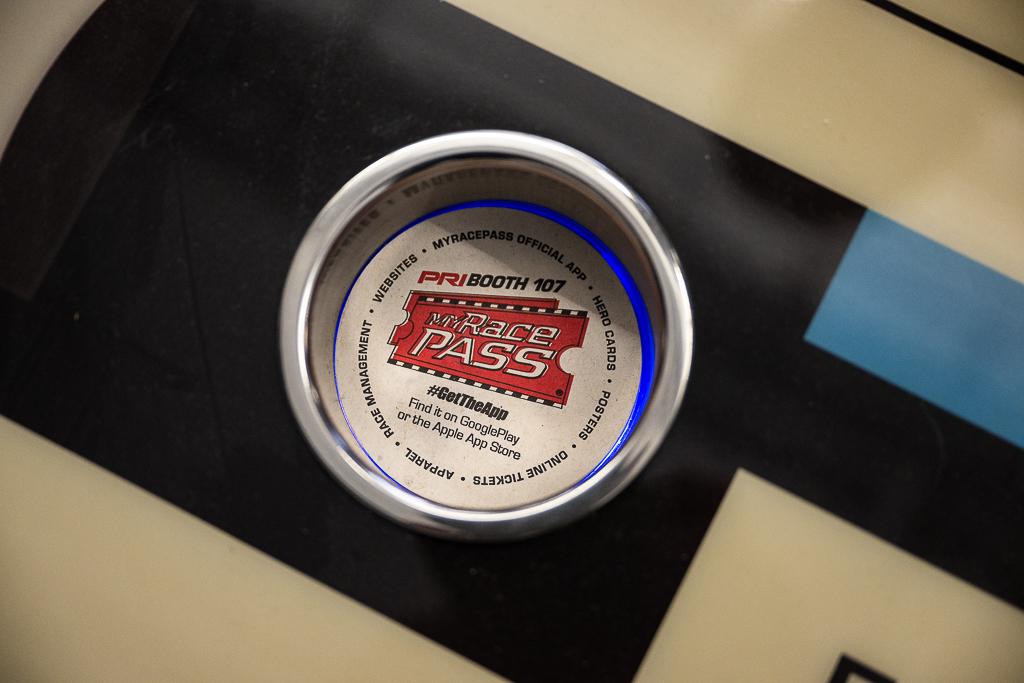 MYRACEPASS OFFICIAL APP • HERO CARDS • POSTERS • ONLINE TICKETS • APPAREL • RACE MANAGEMENT • WEBSITES •
PRI BOOTH 107
MyRace
PASS
#GetTheApp
Find it on GooglePlay
or the Apple App Store